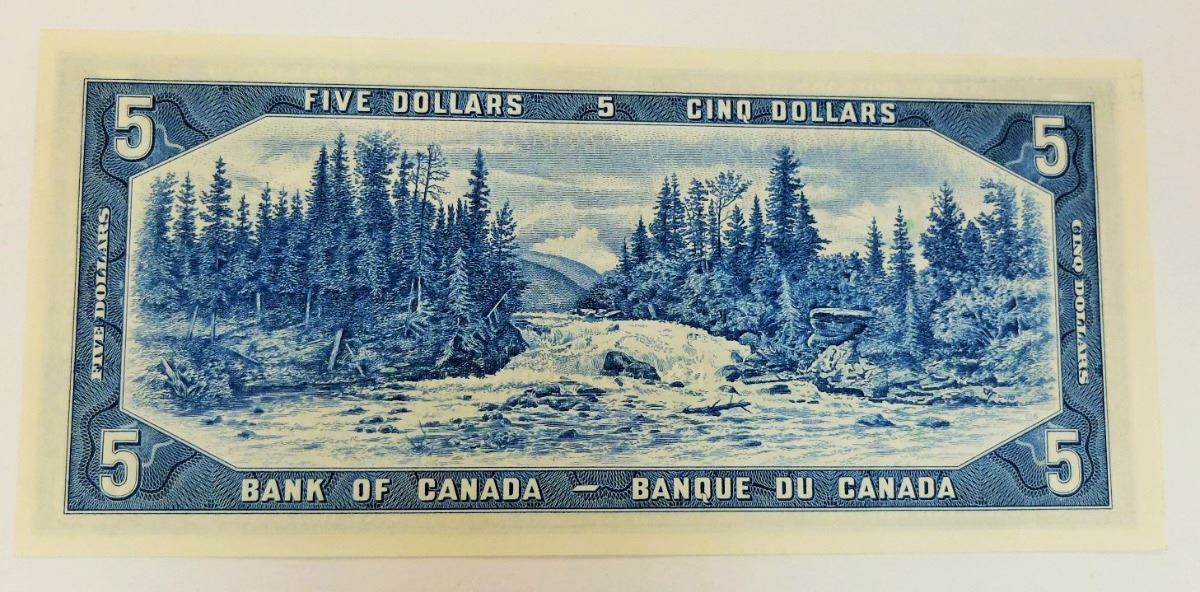 5 FIVE DOLLARS 5 CINQ DOLLARS 5
FIVE DOLLARS
CINQ DOLLARS
5 BANK OF CANADA — BANQUE DU CANADA 5